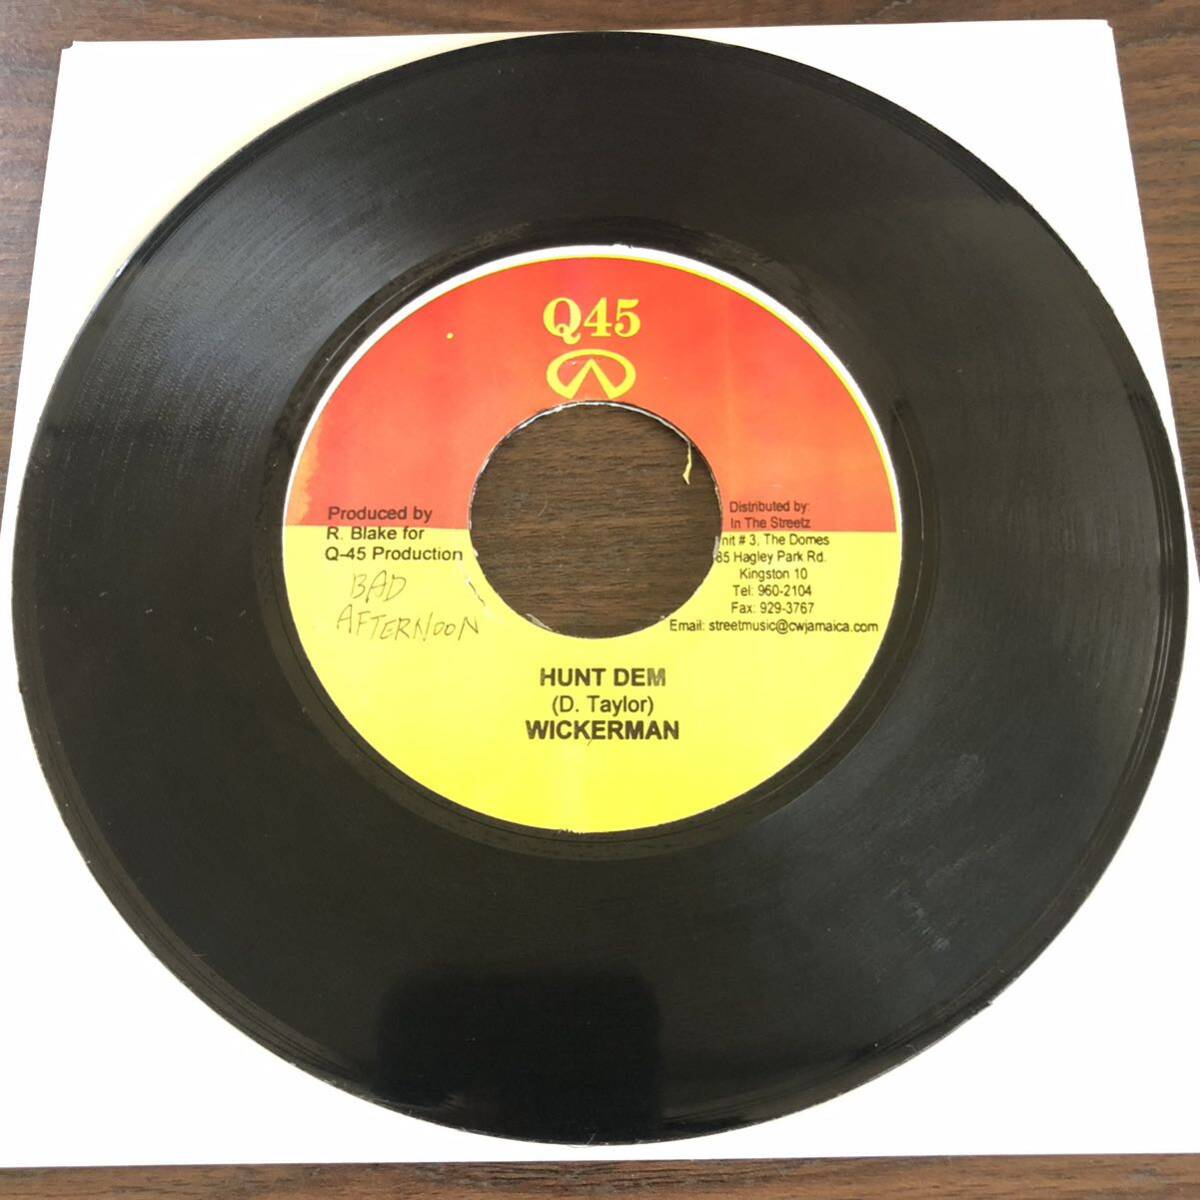 Q45
Produced by
R. Blake for
Q-45 Production
BAD
AFTERNOON
Distributed by:
In The Streetz
nit # 3, The Domes
85 Hagley Park Rd.
Kingston 10
Tel: 960-2104
Fax: 929-3767
Email: streetmusic@cwjamaica.com
HUNT DEM
(D. Taylor)
WICKERMAN